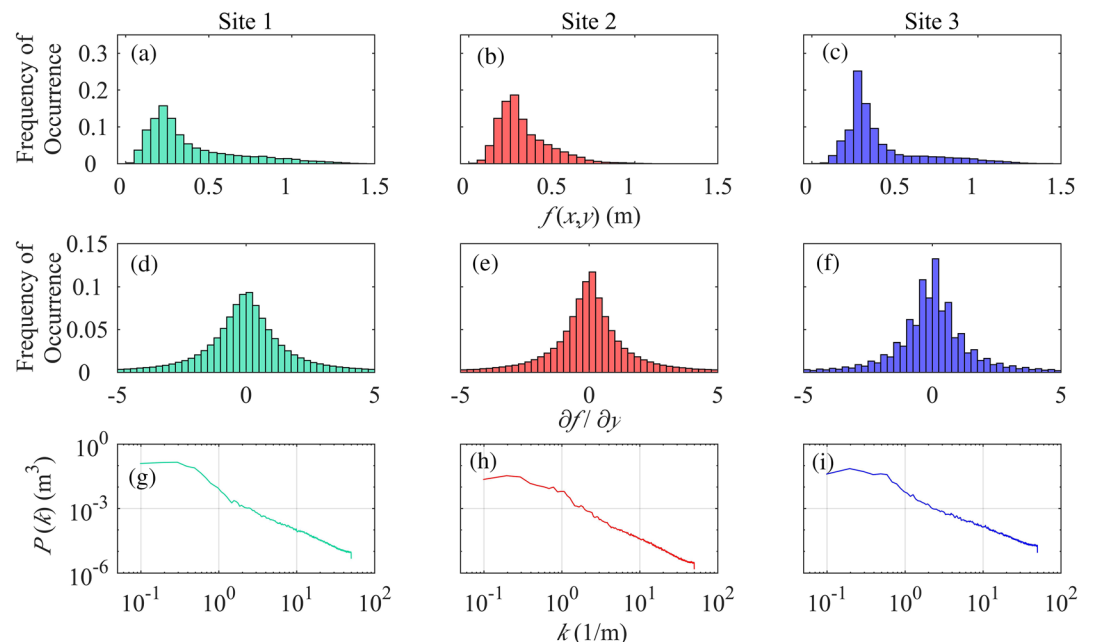 Site 1 Site 2 Site 3
Frequency of
Occurrence
0.3
0.2
0.1
0
(a) (b) (c)
0 0.5 1 1.5 0 0.5 1 1.5 0 0.5 1 1.5
f(x,y) (m)
Frequency of
Occurrence
0.15
0.1
0.05
0
(d) (e) (f)
-5 0 5 -5 0 5 -5 0 5
∂f/ ∂y
P(k) (m³)
10⁰
10⁻³
10⁻⁶
(g) (h) (i)
10⁻¹ 10⁰ 10¹ 10² 10⁻¹ 10⁰ 10¹ 10² 10⁻¹ 10⁰ 10¹ 10²
k (1/m)